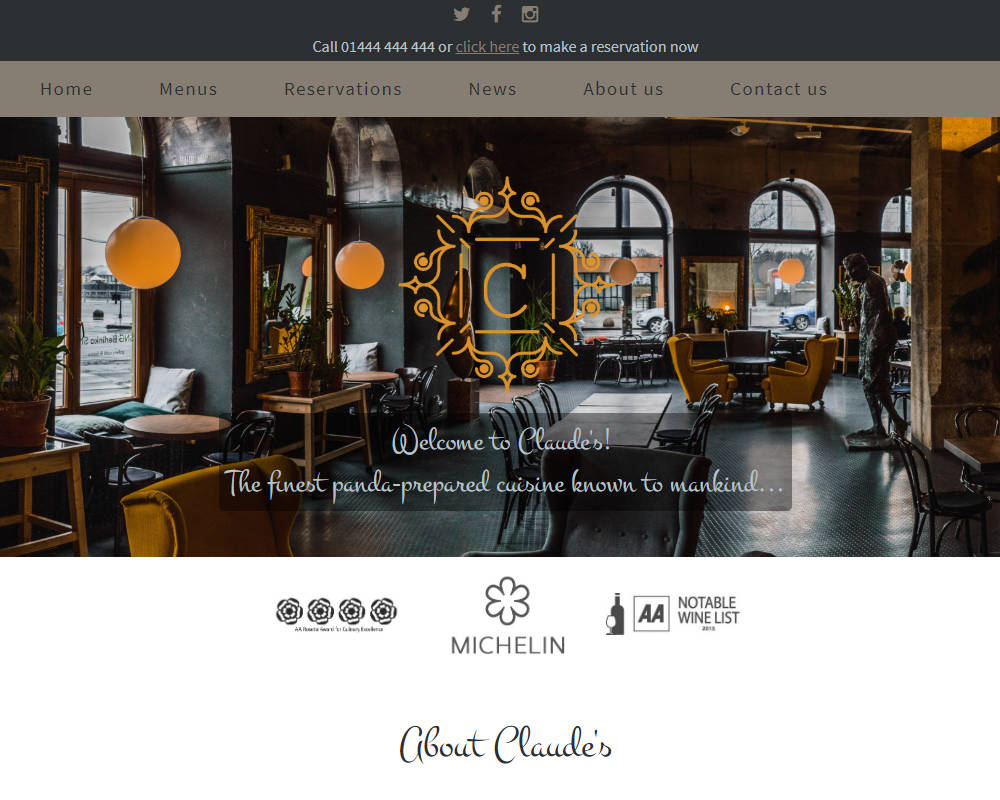 Call 01444 444 444 or click here to make a reservation now
Home Menus Reservations News About us Contact us
C
Welcome to Claude's!
The finest panda-prepared cuisine known to mankind...
AA Rosette Award for Culinary Excellence
MICHELIN
AA
NOTABLE
WINE LIST
About Claude's